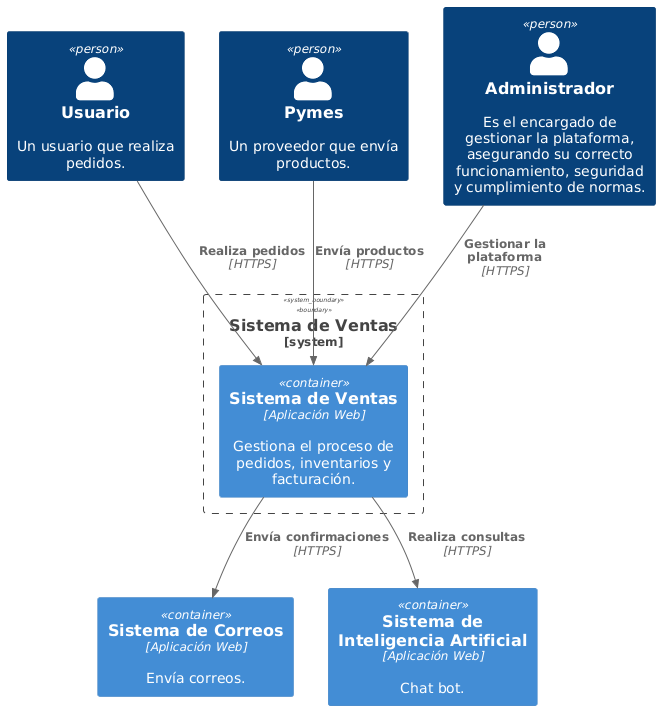 «person»
Usuario
Un usuario que realiza
pedidos.
«person»
Pymes
Un proveedor que envía
productos.
«person»
Administrador
Es el encargado de
gestionar la plataforma,
asegurando su correcto
funcionamiento, seguridad
y cumplimiento de normas.
Realiza pedidos
[HTTPS]
Envía productos
[HTTPS]
Gestionar la
plataforma
[HTTPS]
«system_boundary»
«boundary»
Sistema de Ventas
[system]
«container»
Sistema de Ventas
[Aplicación Web]
Gestiona el proceso de
pedidos, inventarios y
facturación.
Envía confirmaciones
[HTTPS]
Realiza consultas
[HTTPS]
«container»
Sistema de Correos
[Aplicación Web]
Envía correos.
«container»
Sistema de
Inteligencia Artificial
[Aplicación Web]
Chat bot.